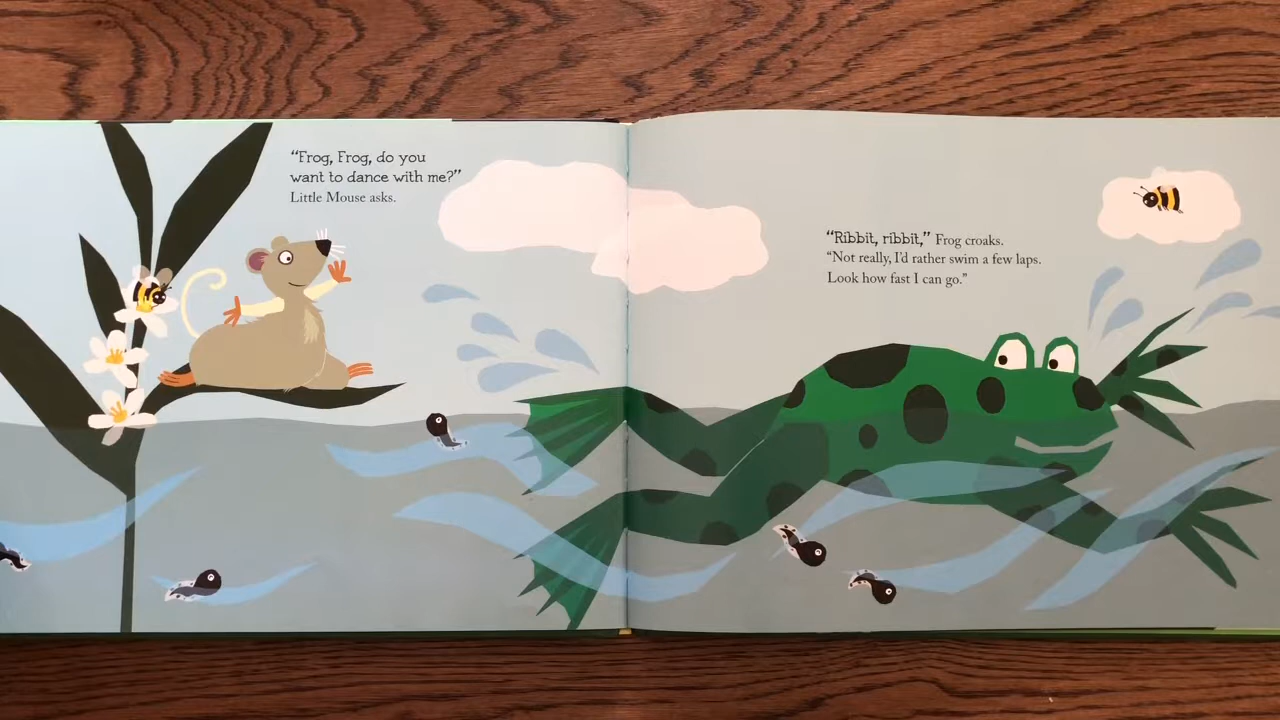 “Frog, Frog, do you
want to dance with me?”
Little Mouse asks.
“Ribbit, ribbit,” Frog croaks.
“Not really, I’d rather swim a few laps.
Look how fast I can go.”